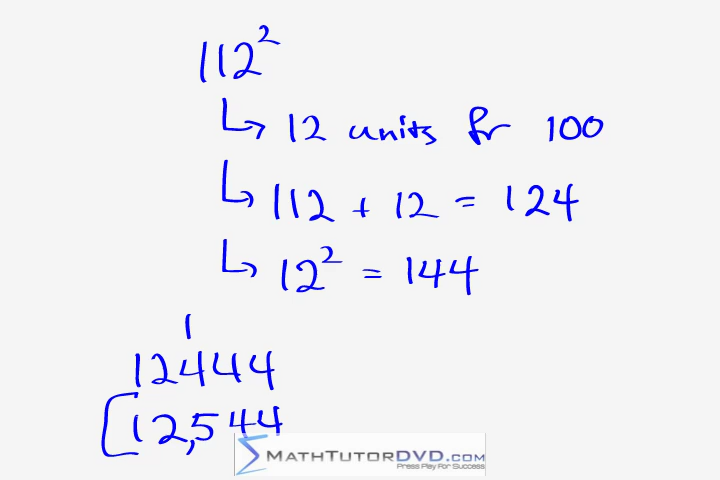 112²
↳ 12 units fr 100
↳ 112 + 12 = 124
↳ 12² = 144
1
12444
[12,544
MATHTUTORDVD.COM
Press Play For Success